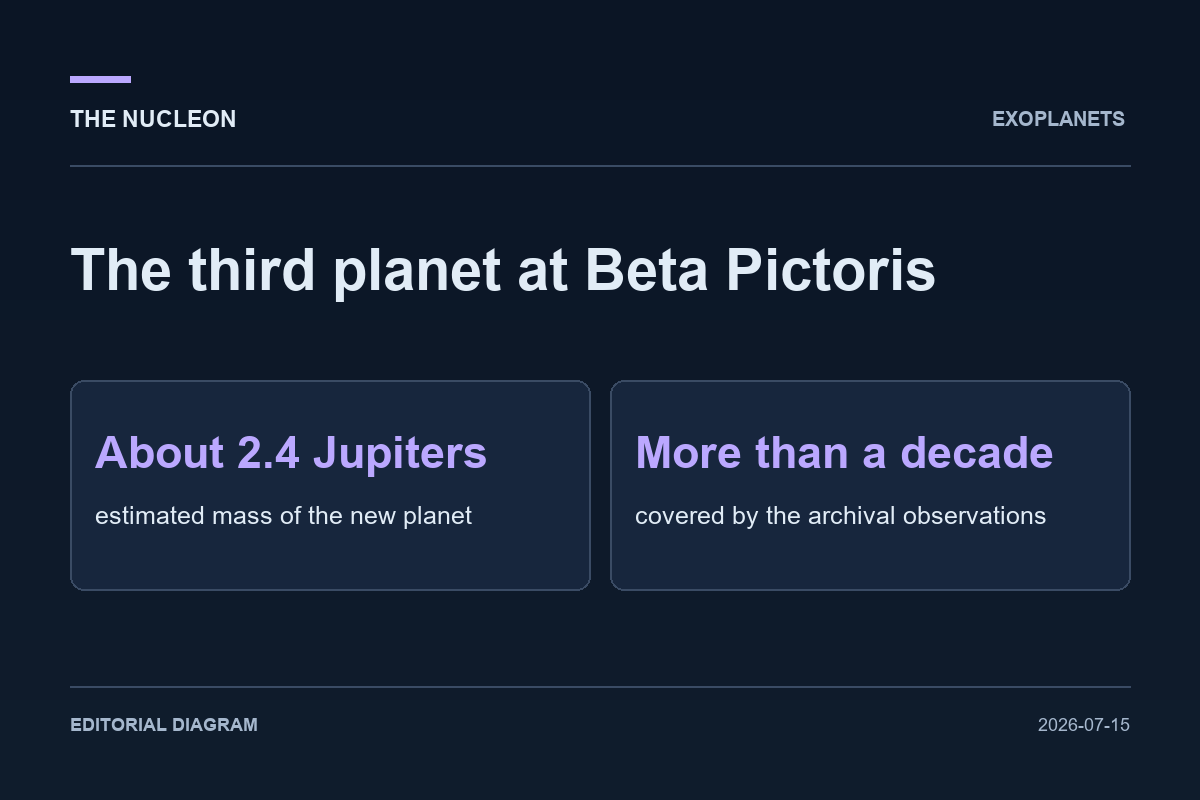 THE NUCLEON
EXOPLANETS
The third planet at Beta Pictoris
About 2.4 Jupiters
estimated mass of the new planet
More than a decade
covered by the archival observations
EDITORIAL DIAGRAM
2026-07-15